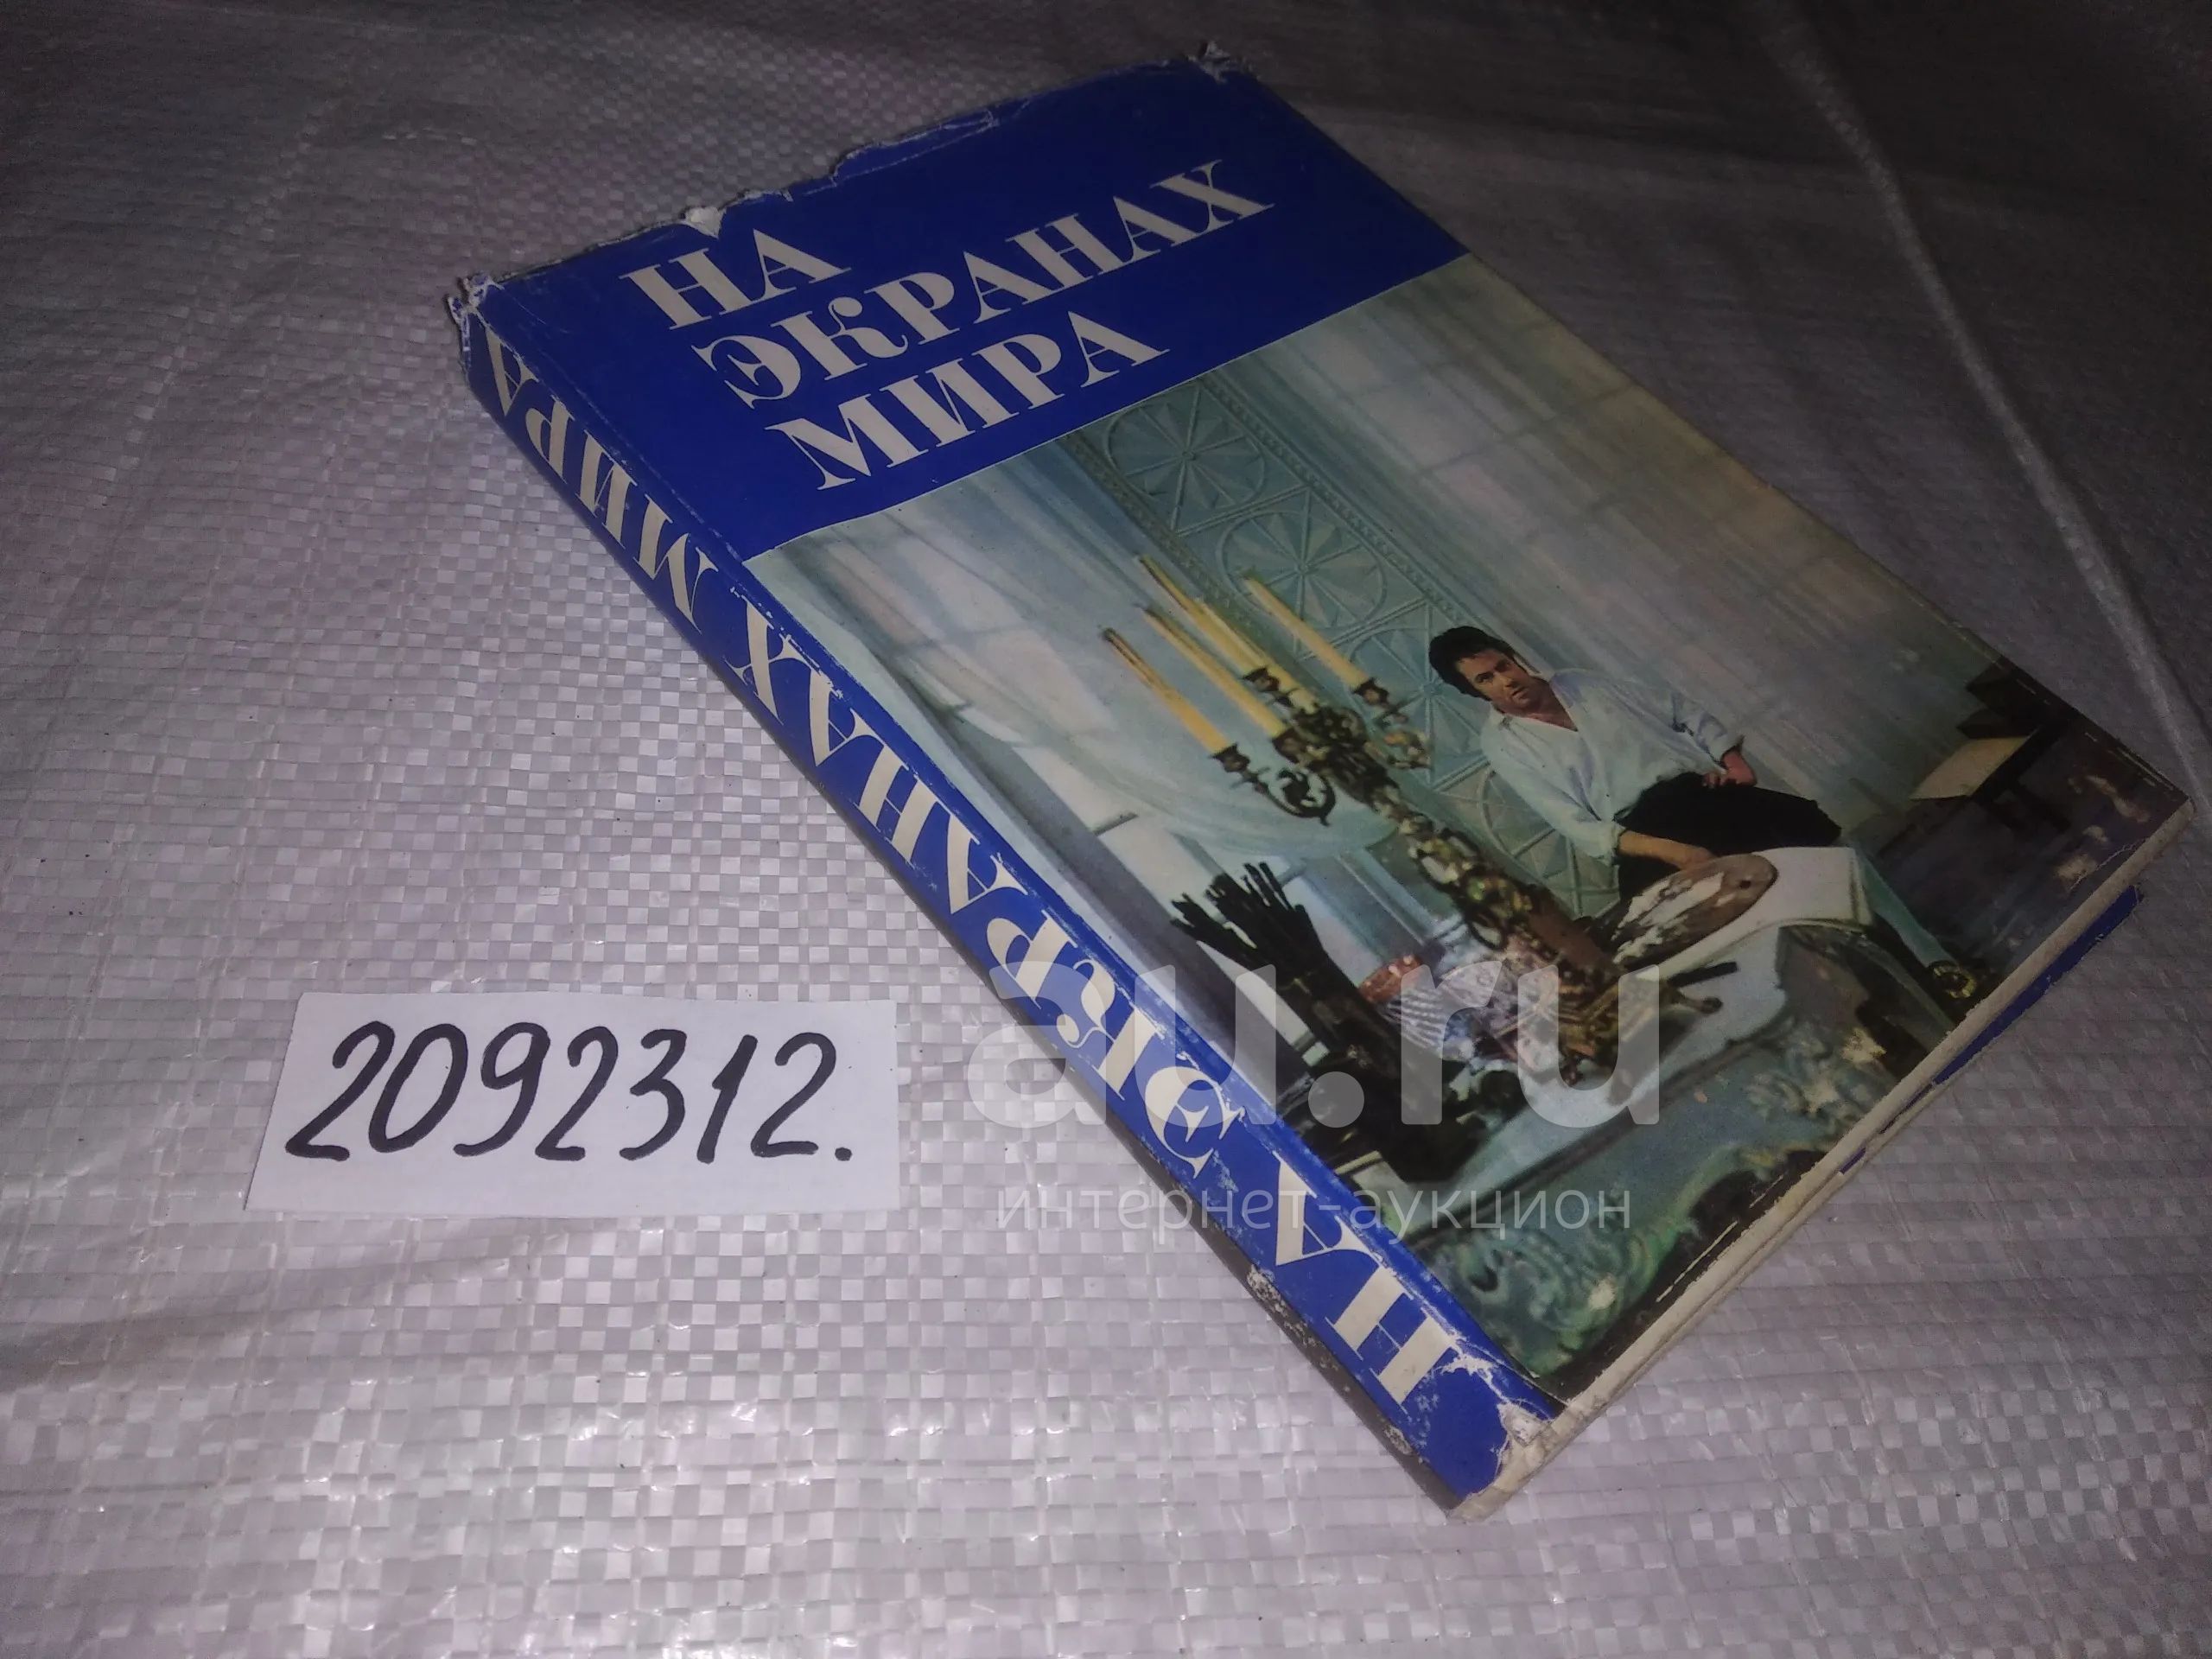 НА
ЭКРАНАХ
МИРА
НА ЭКРАНАХ МИРА
2092312.
au.ru
интернет-аукцион